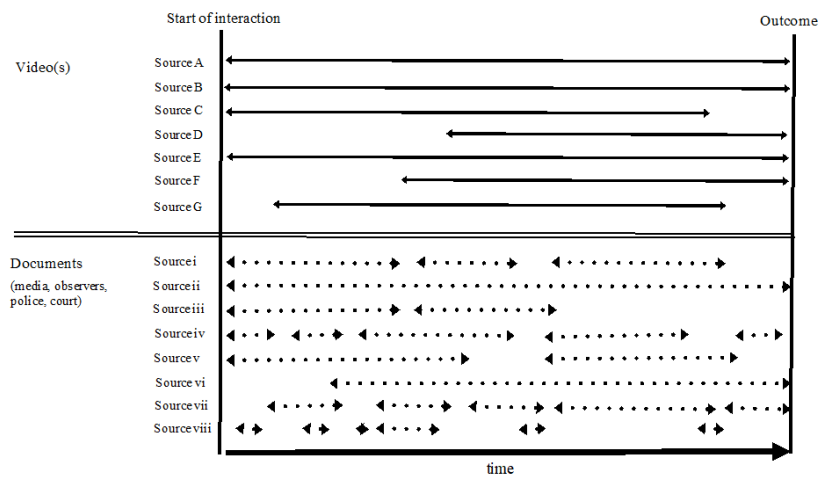 Start of interaction
Outcome
Video(s)
Source A
Source B
Source C
Source D
Source E
Source F
Source G
Documents
(media, observers,
police, court)
Source i
Source ii
Source iii
Source iv
Source v
Source vi
Source vii
Source viii
time